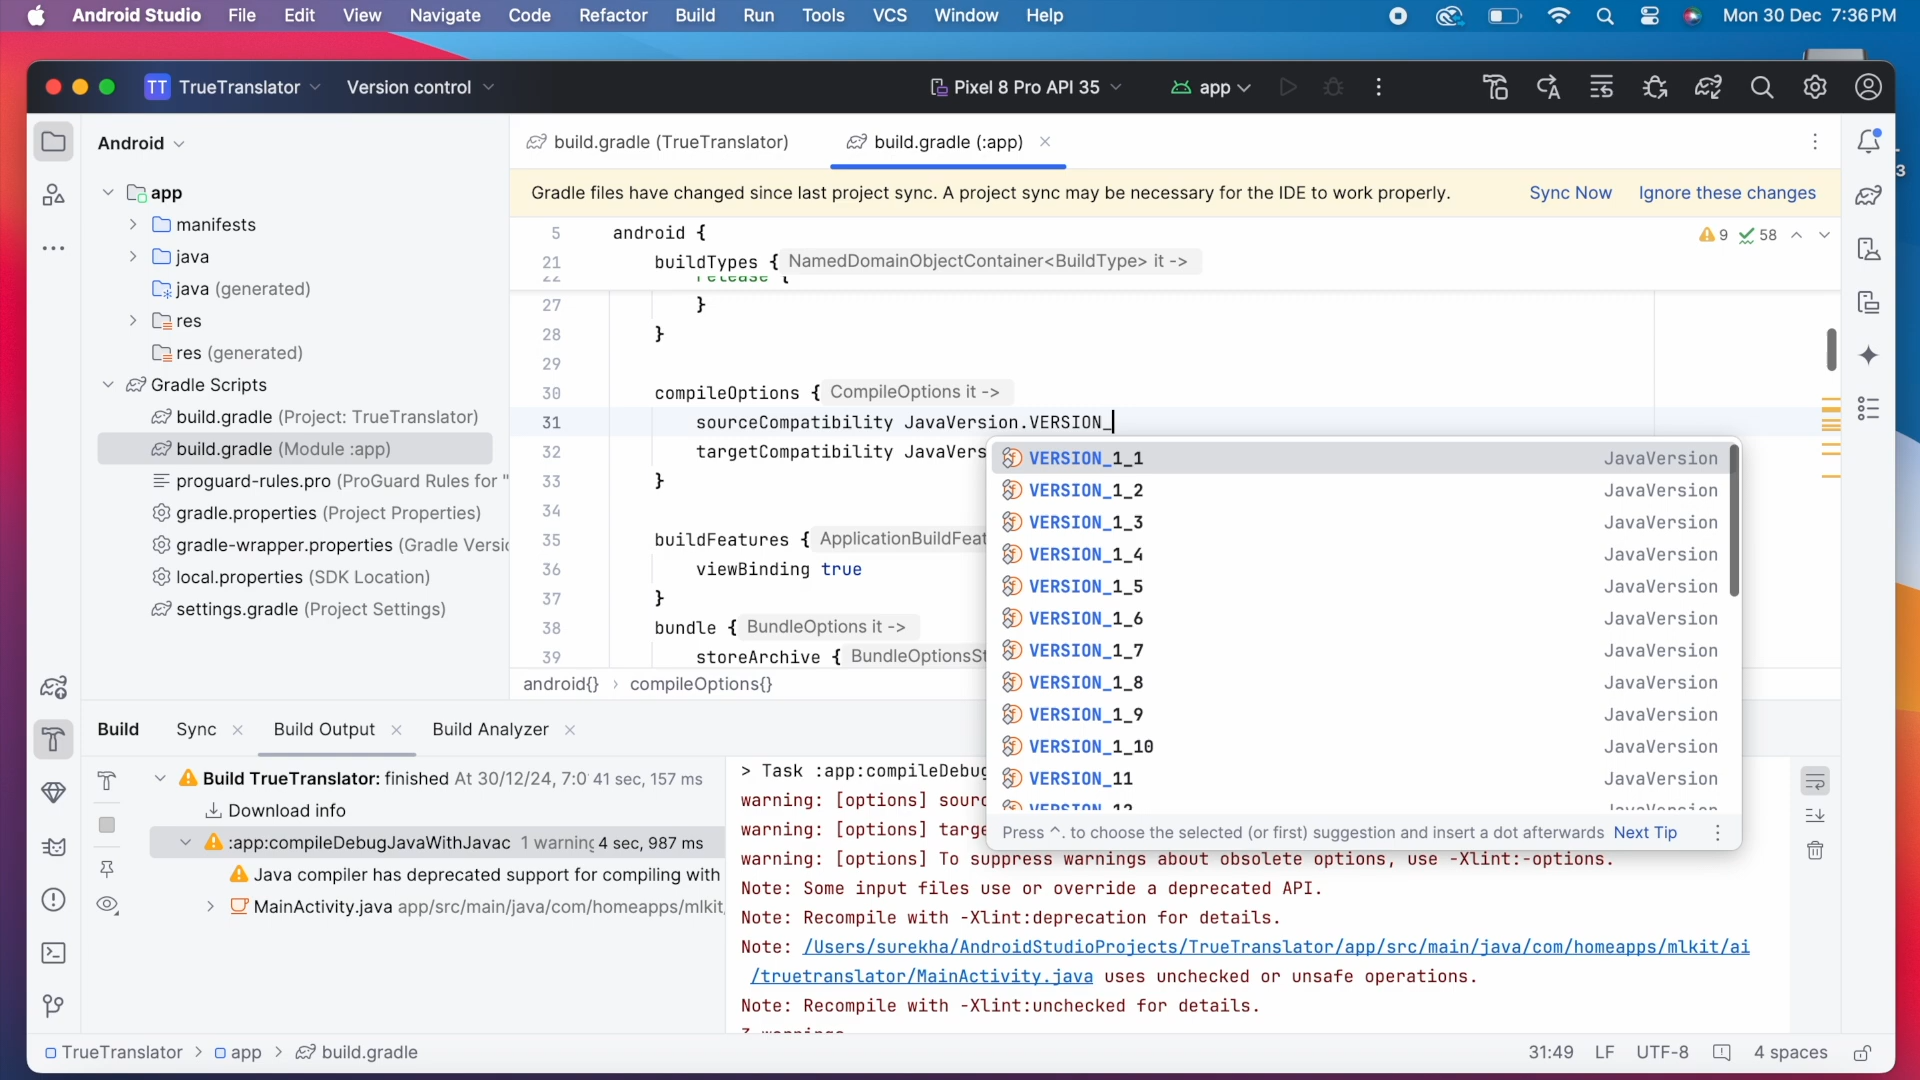 Android Studio File Edit View Navigate Code Refactor Build Run Tools VCS Window Help Mon 30 Dec 7:36 PM
TT TrueTranslator Version control Pixel 8 Pro API 35 app
Android
app
manifests
java
java (generated)
res
res (generated)
Gradle Scripts
build.gradle (Project: TrueTranslator)
build.gradle (Module :app)
proguard-rules.pro (ProGuard Rules for "
gradle.properties (Project Properties)
gradle-wrapper.properties (Gradle Versic
local.properties (SDK Location)
settings.gradle (Project Settings)
build.gradle (TrueTranslator) build.gradle (:app)
Gradle files have changed since last project sync. A project sync may be necessary for the IDE to work properly. Sync Now Ignore these changes
9 58
5 android {
21 buildTypes { NamedDomainObjectContainer<BuildType> it ->
22 release {
27 }
28 }
29
30 compileOptions { CompileOptions it ->
31 sourceCompatibility JavaVersion.VERSION_
32 targetCompatibility JavaVers
33 }
34
35 buildFeatures { ApplicationBuildFeat
36 viewBinding true
37 }
38 bundle { BundleOptions it ->
39 storeArchive { BundleOptionsSt
android{} › compileOptions{}
VERSION_1_1 JavaVersion
VERSION_1_2 JavaVersion
VERSION_1_3 JavaVersion
VERSION_1_4 JavaVersion
VERSION_1_5 JavaVersion
VERSION_1_6 JavaVersion
VERSION_1_7 JavaVersion
VERSION_1_8 JavaVersion
VERSION_1_9 JavaVersion
VERSION_1_10 JavaVersion
VERSION_11 JavaVersion
VERSION_12 JavaVersion
Press ^. to choose the selected (or first) suggestion and insert a dot afterwards Next Tip
Build Sync Build Output Build Analyzer
Build TrueTranslator: finished At 30/12/24, 7:0 41 sec, 157 ms
Download info
:app:compileDebugJavaWithJavac 1 warning 4 sec, 987 ms
Java compiler has deprecated support for compiling with
MainActivity.java app/src/main/java/com/homeapps/mlkit
> Task :app:compileDebug
warning: [options] sourc
warning: [options] targe
warning: [options] To suppress warnings about obsolete options, use -Xlint:-options.
Note: Some input files use or override a deprecated API.
Note: Recompile with -Xlint:deprecation for details.
Note: /Users/surekha/AndroidStudioProjects/TrueTranslator/app/src/main/java/com/homeapps/mlkit/ai
/truetranslator/MainActivity.java uses unchecked or unsafe operations.
Note: Recompile with -Xlint:unchecked for details.
3 warnings
TrueTranslator > app > build.gradle 31:49 LF UTF-8 4 spaces